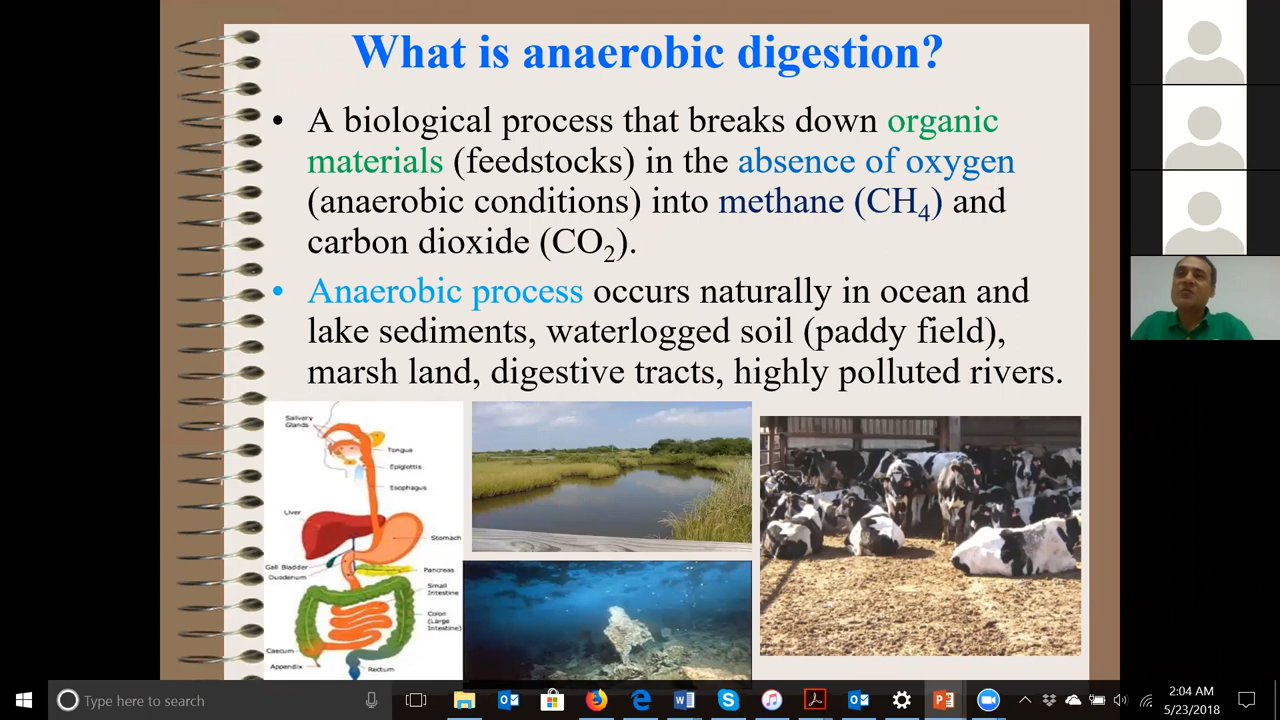 What is anaerobic digestion?
• A biological process that breaks down organic
materials (feedstocks) in the absence of oxygen
(anaerobic conditions) into methane (CH₄) and
carbon dioxide (CO₂).
• Anaerobic process occurs naturally in ocean and
lake sediments, waterlogged soil (paddy field),
marsh land, digestive tracts, highly polluted rivers.
Salivery
Glands
Tongue
Epiglottis
Esophagus
Liver
Stomach
Gall Bladder
Duodenum
Pancreas
Small
Intestine
Colon
(Large
Intestine)
Caecum
Appendix
Rectum
Type here to search
2:04 AM
5/23/2018